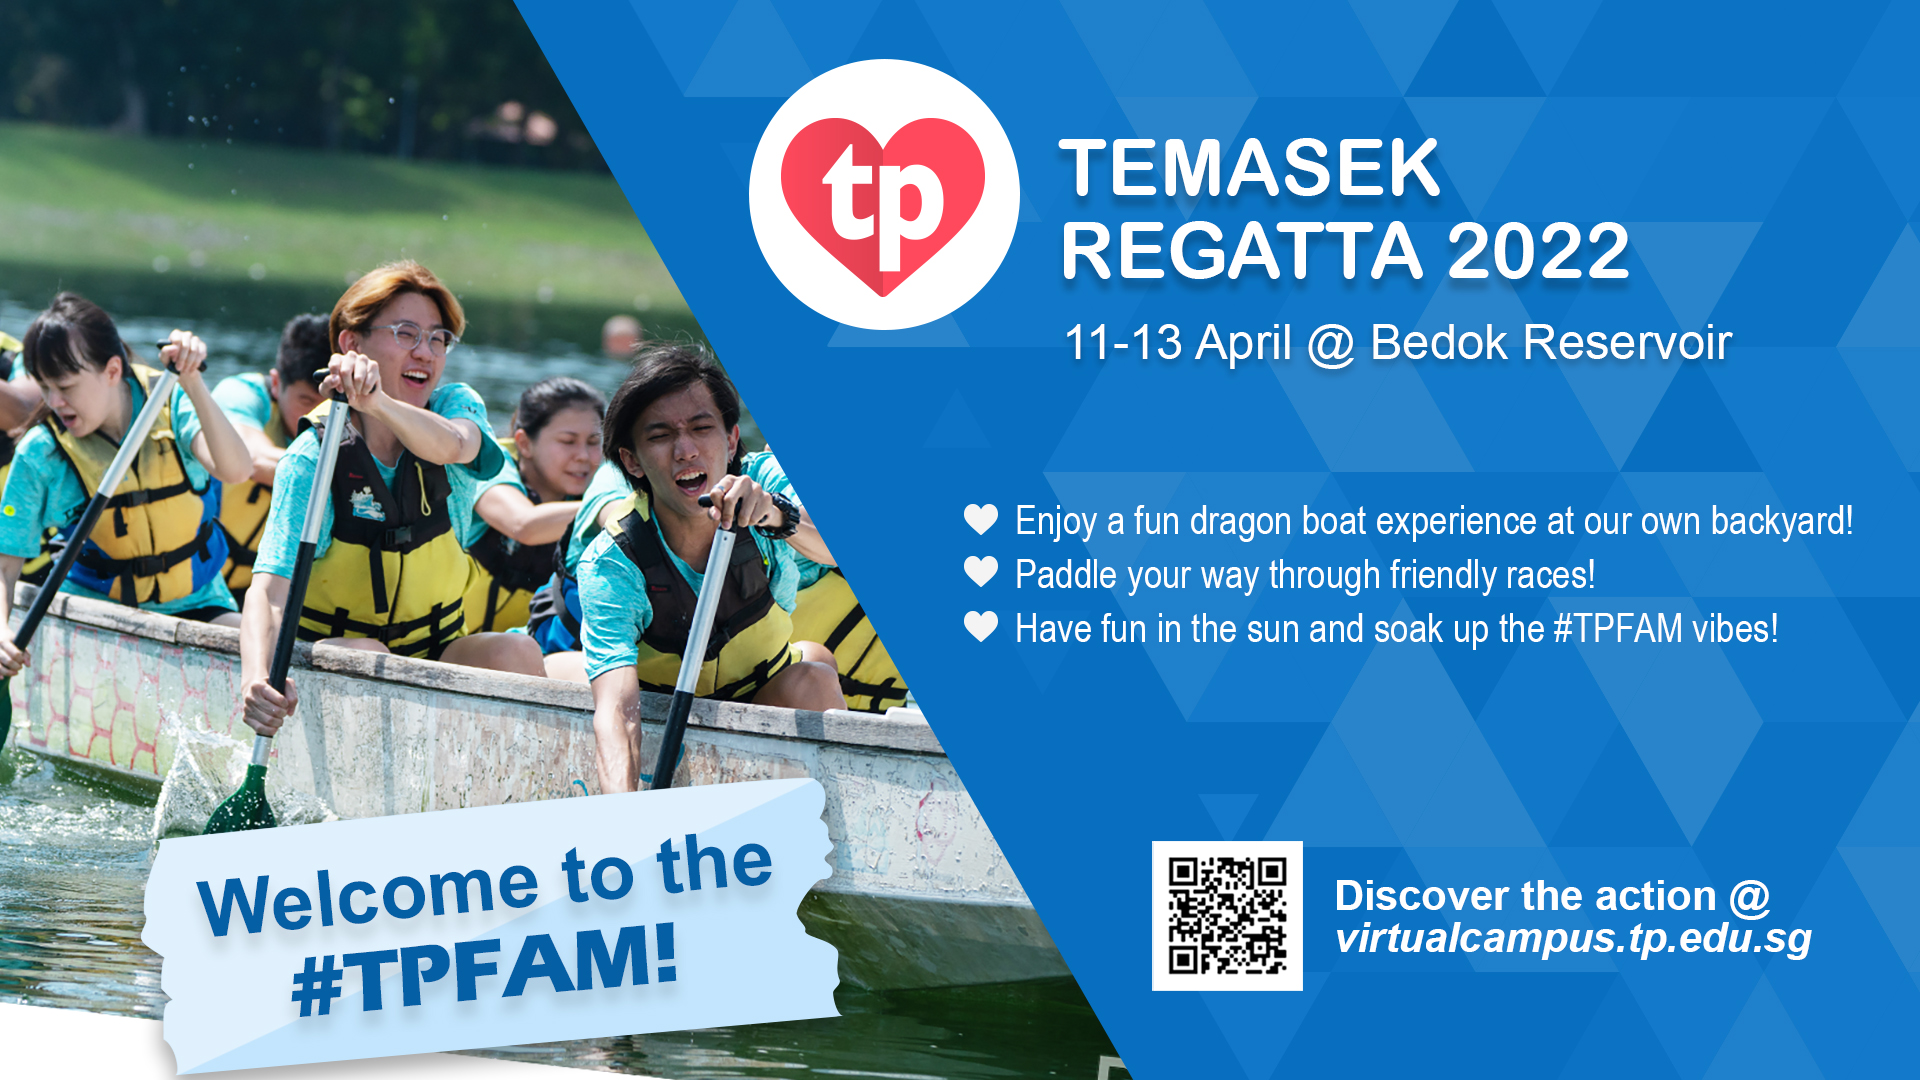 tp
TEMASEK
REGATTA 2022
11-13 April @ Bedok Reservoir
Enjoy a fun dragon boat experience at our own backyard!
Paddle your way through friendly races!
Have fun in the sun and soak up the #TPFAM vibes!
Welcome to the
#TPFAM!
Discover the action @
virtualcampus.tp.edu.sg